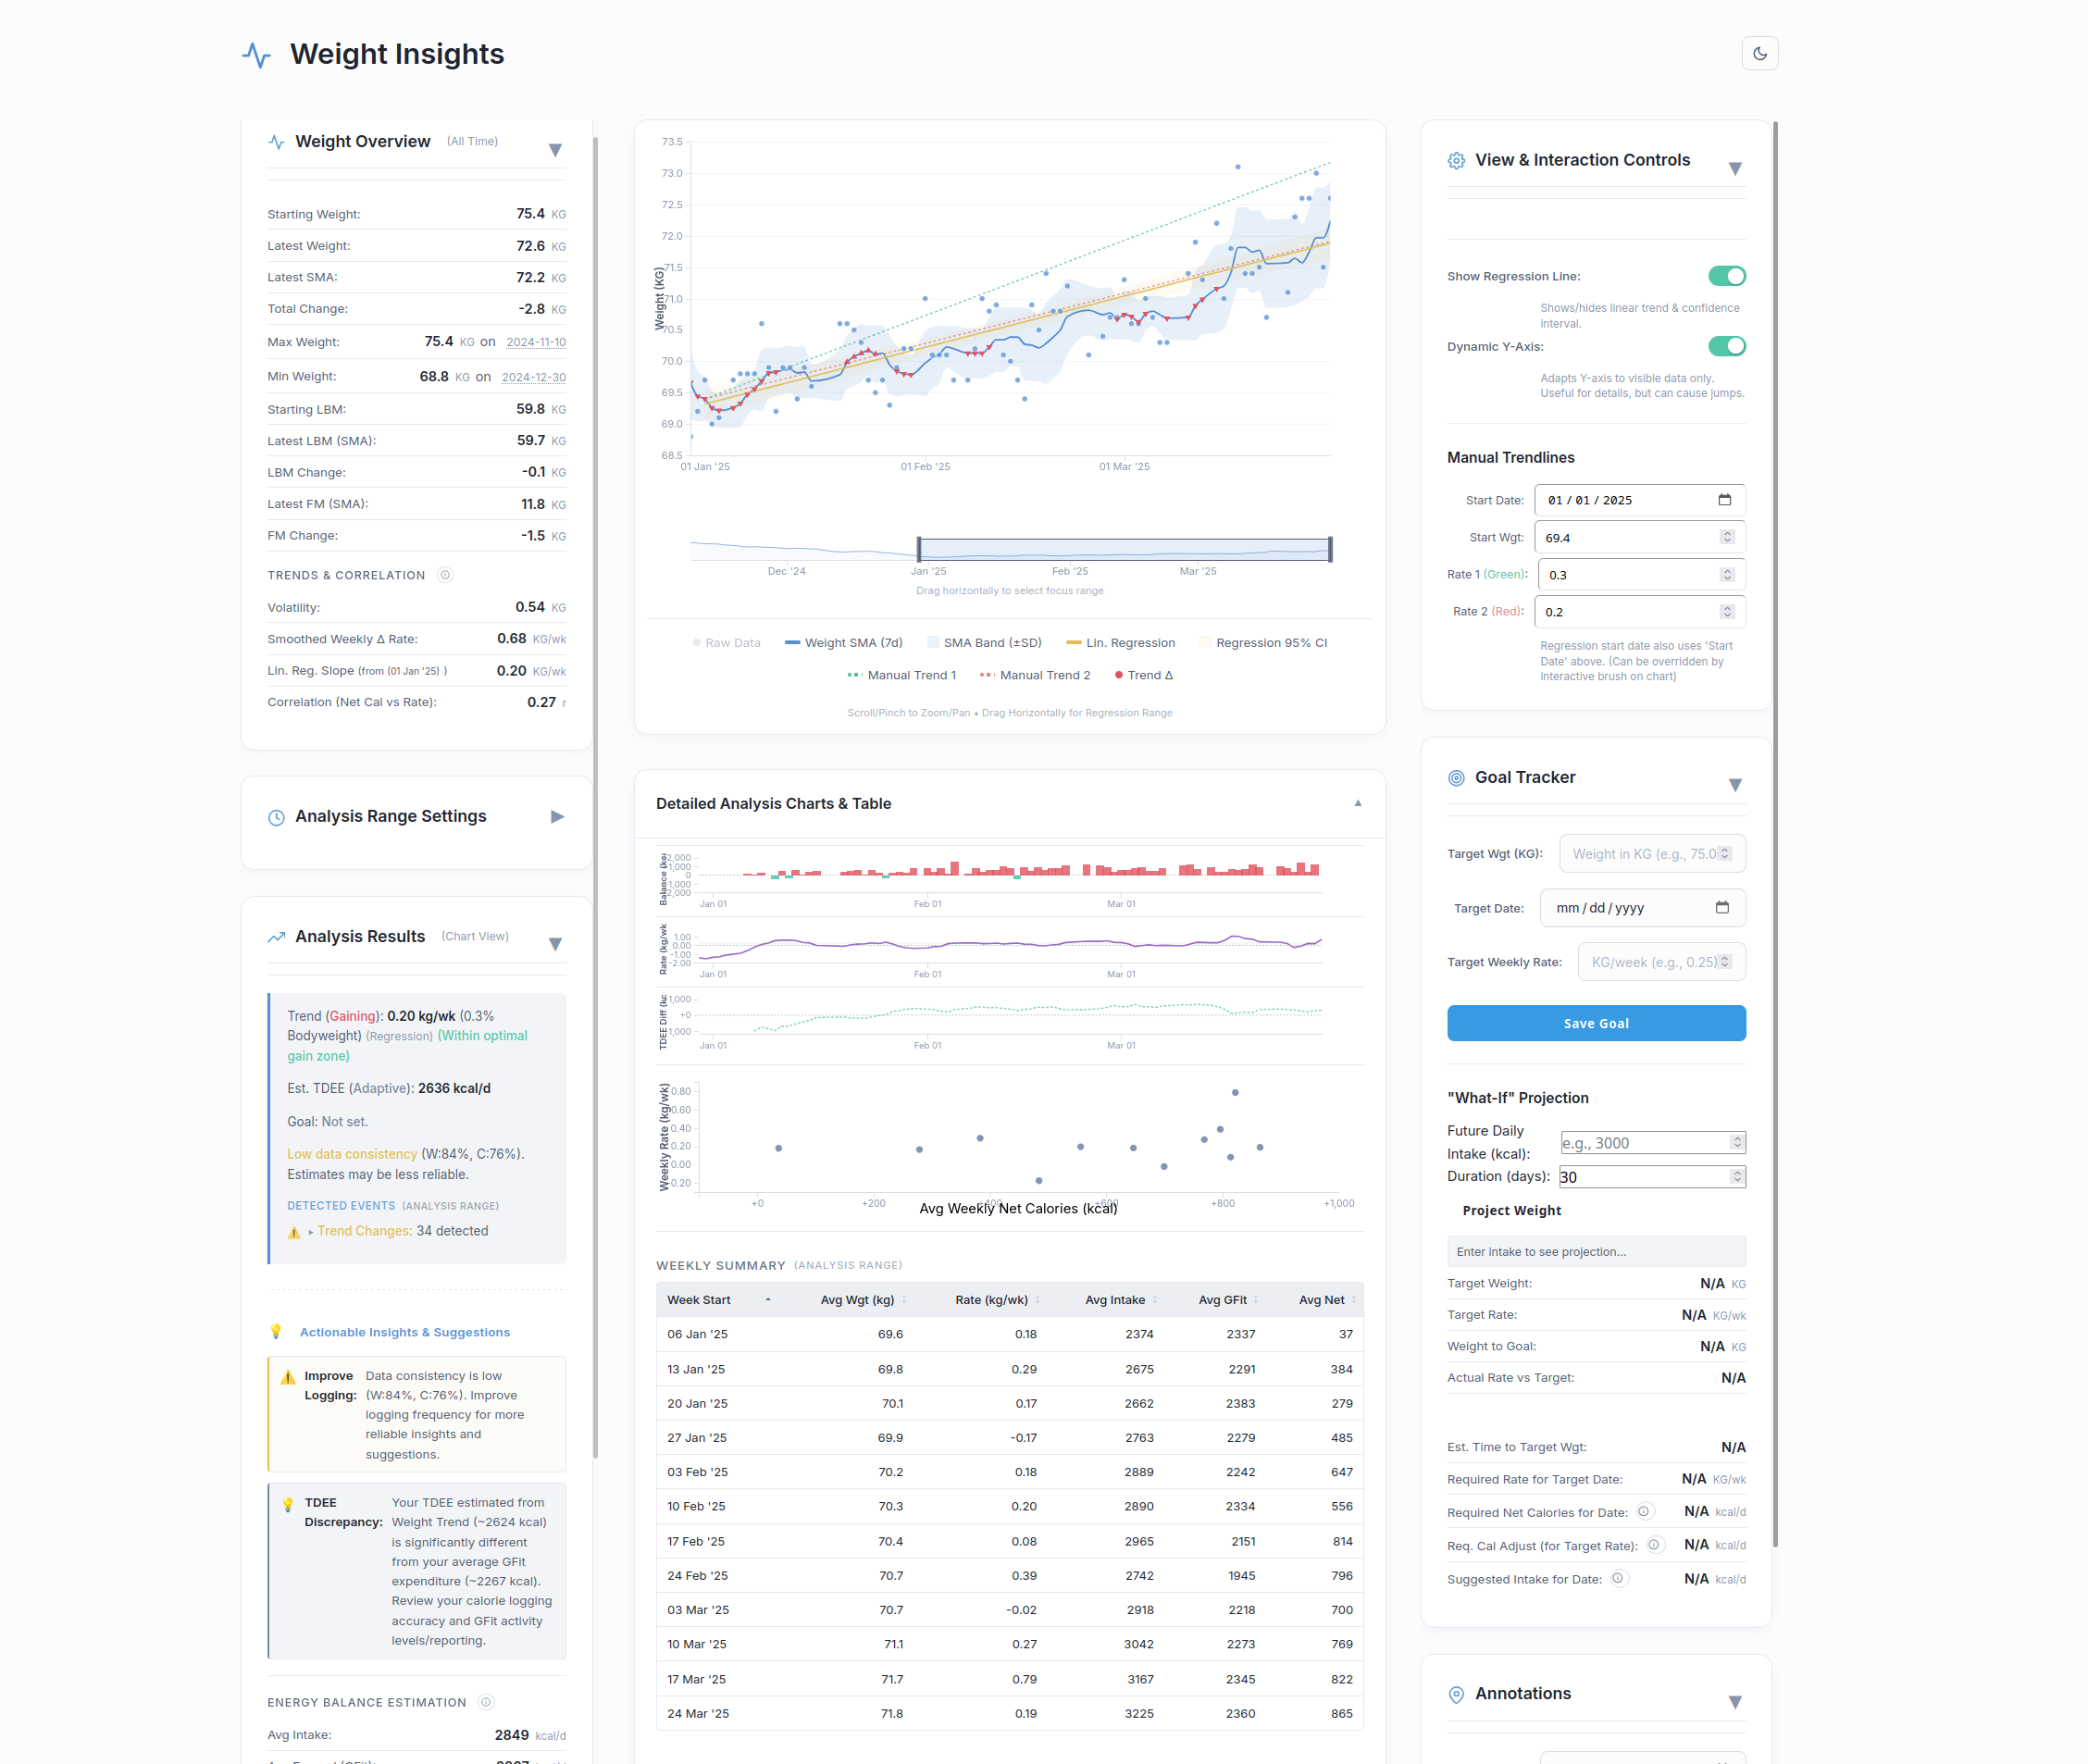 Weight Insights
Weight Overview (All Time) ▼
Starting Weight: 75.4 KG
Latest Weight: 72.6 KG
Latest SMA: 72.2 KG
Total Change: -2.8 KG
Max Weight: 75.4 KG on 2024-11-10
Min Weight: 68.8 KG on 2024-12-30
Starting LBM: 59.8 KG
Latest LBM (SMA): 59.7 KG
LBM Change: -0.1 KG
Latest FM (SMA): 11.8 KG
FM Change: -1.5 KG
TRENDS & CORRELATION
Volatility: 0.54 KG
Smoothed Weekly Δ Rate: 0.68 KG/wk
Lin. Reg. Slope (from (01 Jan '25) ) 0.20 KG/wk
Correlation (Net Cal vs Rate): 0.27 r
Analysis Range Settings ▶
Analysis Results (Chart View) ▼
Trend (Gaining): 0.20 kg/wk (0.3%
Bodyweight) (Regression) (Within optimal
gain zone)
Est. TDEE (Adaptive): 2636 kcal/d
Goal: Not set.
Low data consistency (W:84%, C:76%).
Estimates may be less reliable.
DETECTED EVENTS (ANALYSIS RANGE)
⚠️ ▸ Trend Changes: 34 detected
💡 Actionable Insights & Suggestions
⚠️ Improve Logging: Data consistency is low
(W:84%, C:76%). Improve
logging frequency for more
reliable insights and
suggestions.
💡 TDEE Discrepancy: Your TDEE estimated from
Weight Trend (~2624 kcal)
is significantly different
from your average GFit
expenditure (~2267 kcal).
Review your calorie logging
accuracy and GFit activity
levels/reporting.
ENERGY BALANCE ESTIMATION
Avg Intake: 2849 kcal/d
Weight (KG)
73.5
73.0
72.5
72.0
71.5
71.0
70.5
70.0
69.5
69.0
68.5
01 Jan '25 01 Feb '25 01 Mar '25
Dec '24 Jan '25 Feb '25 Mar '25
Drag horizontally to select focus range
Raw Data Weight SMA (7d) SMA Band (±SD) Lin. Regression Regression 95% CI
Manual Trend 1 Manual Trend 2 Trend Δ
Scroll/Pinch to Zoom/Pan • Drag Horizontally for Regression Range
Detailed Analysis Charts & Table ▲
Balance (kc
2,000
1,000
0
1,000
2,000
Jan 01 Feb 01 Mar 01
Rate (kg/wk
1.00
0.00
-1.00
-2.00
Jan 01 Feb 01 Mar 01
TDEE Diff (kc
1,000
+0
1,000
Jan 01 Feb 01 Mar 01
Weekly Rate (kg/wk)
0.80
0.60
0.40
0.20
0.00
0.20
+0 +200 +400 +600 +800 +1,000
Avg Weekly Net Calories (kcal)
WEEKLY SUMMARY (ANALYSIS RANGE)
Week Start Avg Wgt (kg) Rate (kg/wk) Avg Intake Avg GFit Avg Net
06 Jan '25 69.6 0.18 2374 2337 37
13 Jan '25 69.8 0.29 2675 2291 384
20 Jan '25 70.1 0.17 2662 2383 279
27 Jan '25 69.9 -0.17 2763 2279 485
03 Feb '25 70.2 0.18 2889 2242 647
10 Feb '25 70.3 0.20 2890 2334 556
17 Feb '25 70.4 0.08 2965 2151 814
24 Feb '25 70.7 0.39 2742 1945 796
03 Mar '25 70.7 -0.02 2918 2218 700
10 Mar '25 71.1 0.27 3042 2273 769
17 Mar '25 71.7 0.79 3167 2345 822
24 Mar '25 71.8 0.19 3225 2360 865
View & Interaction Controls ▼
Show Regression Line:
Shows/hides linear trend & confidence
interval.
Dynamic Y-Axis:
Adapts Y-axis to visible data only.
Useful for details, but can cause jumps.
Manual Trendlines
Start Date: 01 / 01 / 2025
Start Wgt: 69.4
Rate 1 (Green): 0.3
Rate 2 (Red): 0.2
Regression start date also uses 'Start
Date' above. (Can be overridden by
interactive brush on chart)
Goal Tracker ▼
Target Wgt (KG): Weight in KG (e.g., 75.0
Target Date: mm / dd / yyyy
Target Weekly Rate: KG/week (e.g., 0.25)
Save Goal
"What-If" Projection
Future Daily
Intake (kcal): e.g., 3000
Duration (days): 30
Project Weight
Enter intake to see projection...
Target Weight: N/A KG
Target Rate: N/A KG/wk
Weight to Goal: N/A KG
Actual Rate vs Target: N/A
Est. Time to Target Wgt: N/A
Required Rate for Target Date: N/A KG/wk
Required Net Calories for Date: N/A kcal/d
Req. Cal Adjust (for Target Rate): N/A kcal/d
Suggested Intake for Date: N/A kcal/d
Annotations ▼